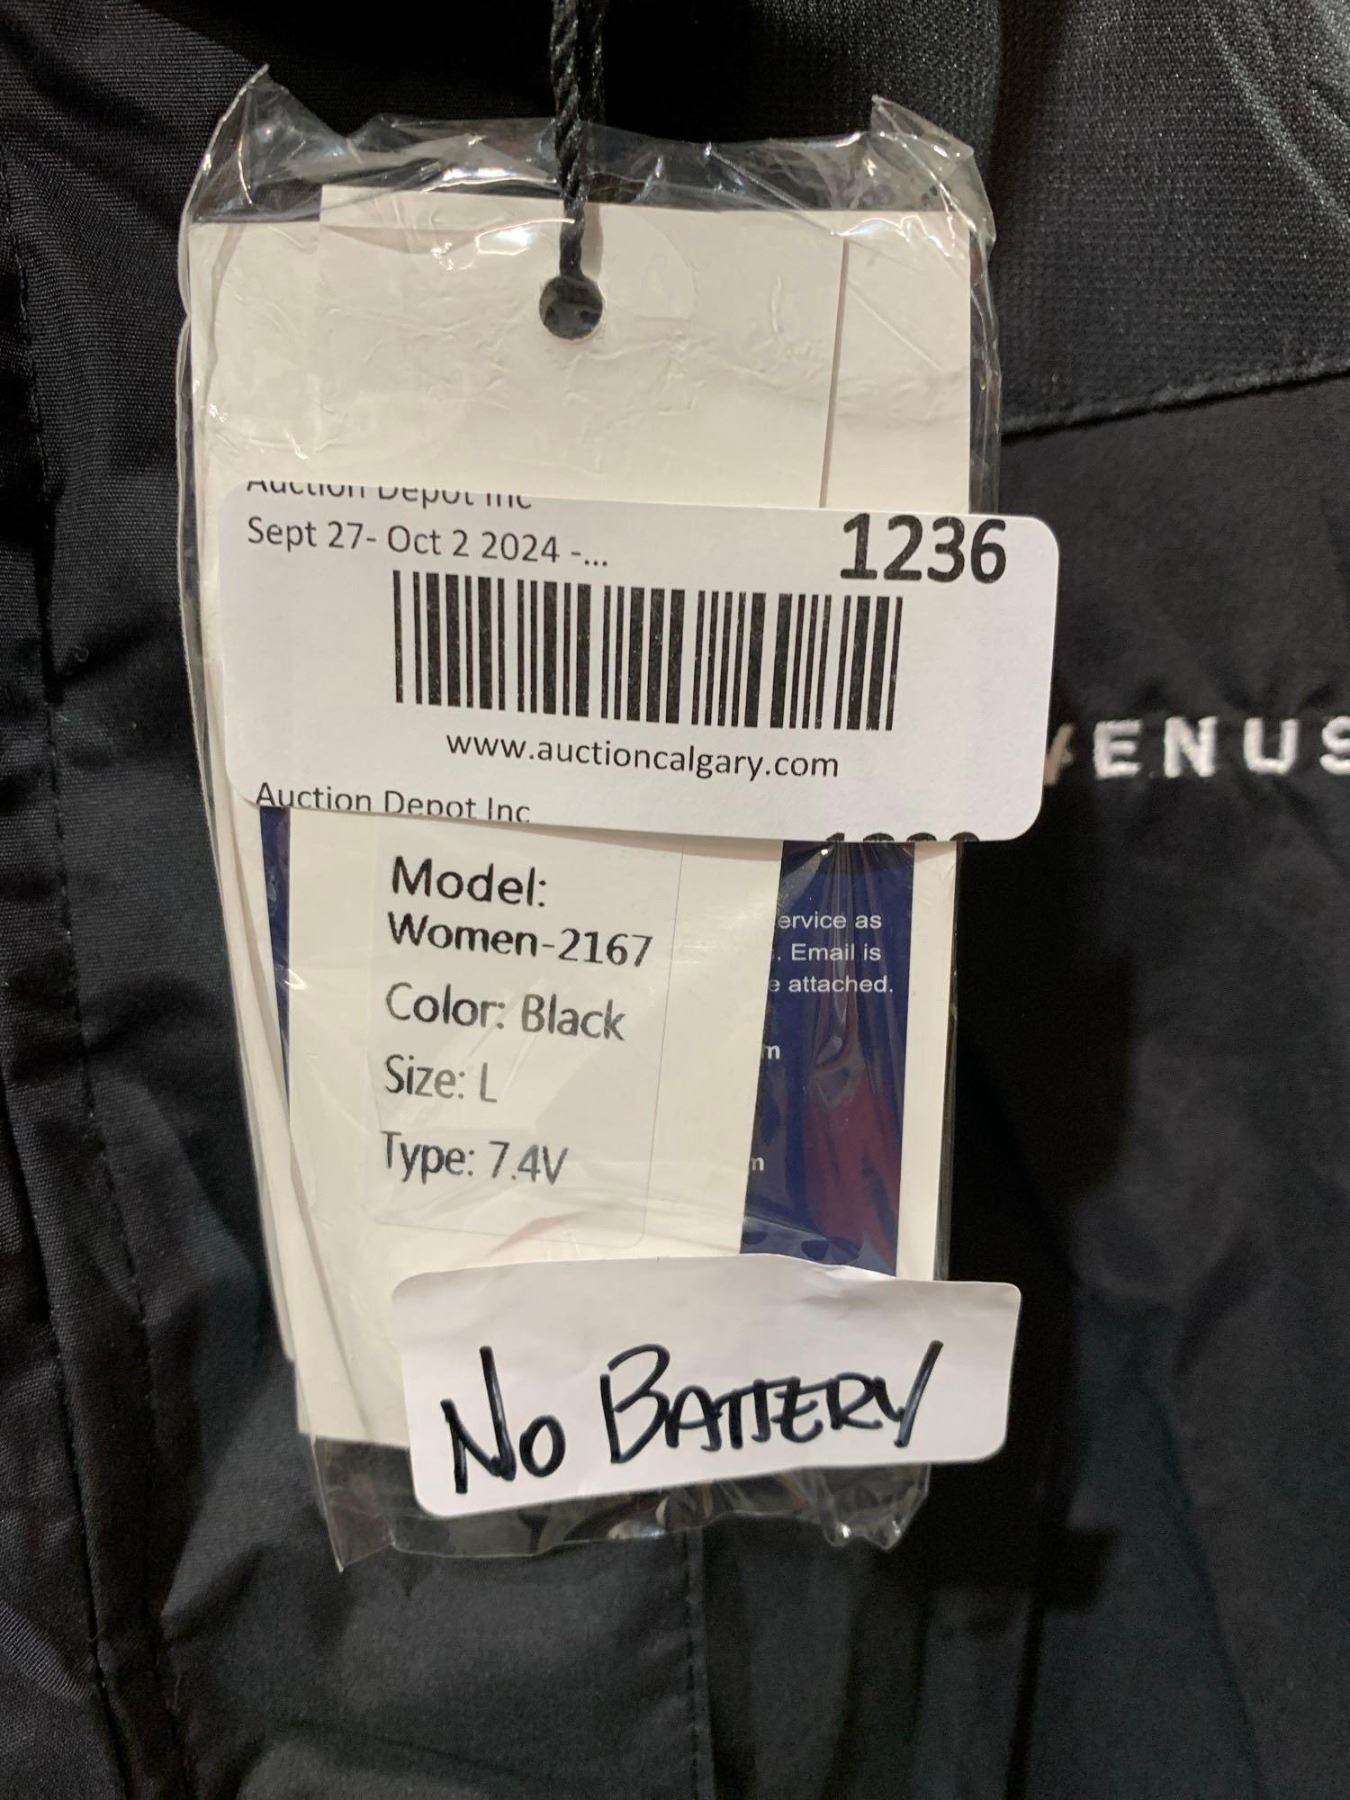 Auction Depot Inc
Sept 27- Oct 2 2024 -...
1236
www.auctioncalgary.com
Auction Depot Inc
ENUS
Model:
Women-2167
Color: Black
Size: L
Type: 7.4V
ervice as
. Email is
e attached.
m
m
No BATTERY